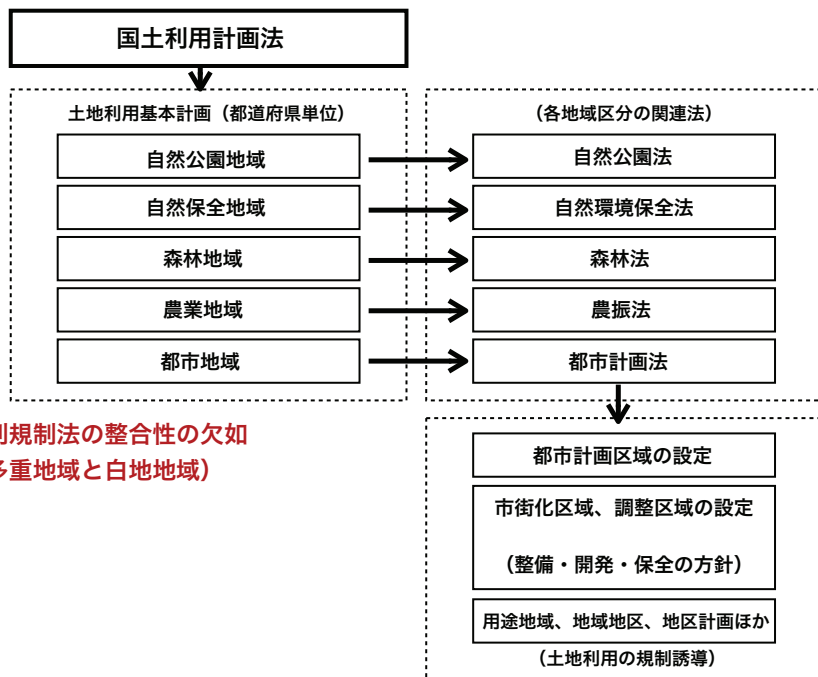 国土利用計画法
土地利用基本計画（都道府県単位）
自然公園地域
自然保全地域
森林地域
農業地域
都市地域
（各地域区分の関連法）
自然公園法
自然環境保全法
森林法
農振法
都市計画法
別規制法の整合性の欠如
多重地域と白地地域）
都市計画区域の設定
市街化区域、調整区域の設定
（整備・開発・保全の方針）
用途地域、地域地区、地区計画ほか
（土地利用の規制誘導）